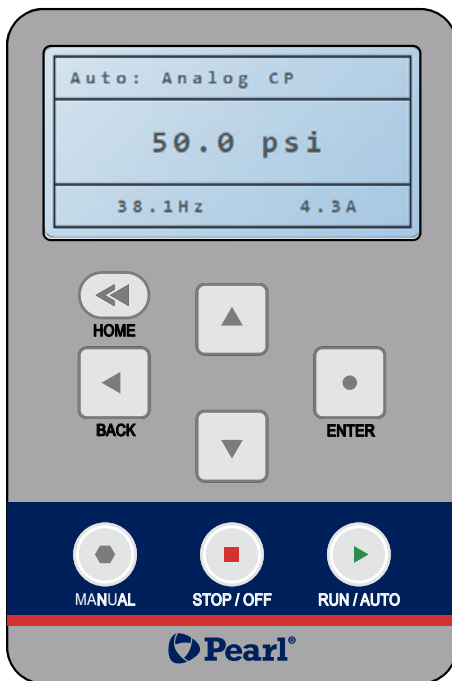 Auto: Analog CP
50.0 psi
38.1Hz 4.3A
HOME
BACK
ENTER
MANUAL
STOP / OFF
RUN / AUTO
Pearl®